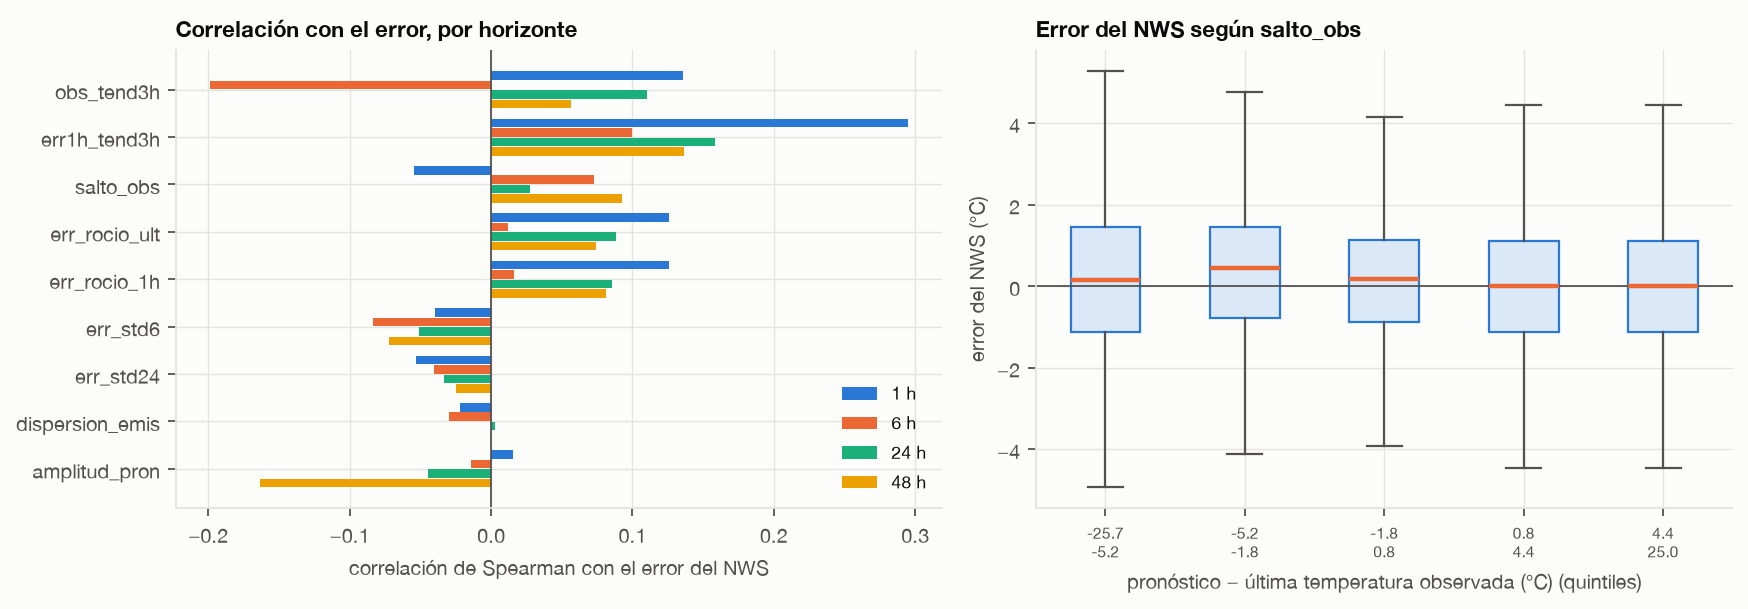 Correlación con el error, por horizonte
obs_tend3h
err1h_tend3h
salto_obs
err_rocio_ult
err_rocio_1h
err_std6
err_std24
dispersion_emis
amplitud_pron
1 h
6 h
24 h
48 h
−0.2 −0.1 0.0 0.1 0.2 0.3
correlación de Spearman con el error del NWS
Error del NWS según salto_obs
error del NWS (°C)
4
2
0
−2
−4
-25.7 -5.2 -1.8 0.8 4.4
-5.2 -1.8 0.8 4.4 25.0
pronóstico − última temperatura observada (°C) (quintiles)